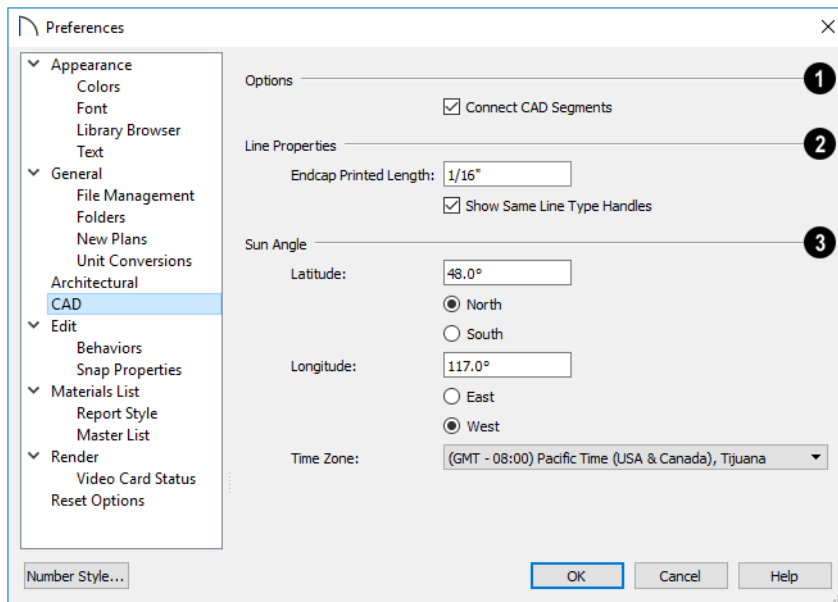 Preferences
Appearance
Colors
Font
Library Browser
Text
General
File Management
Folders
New Plans
Unit Conversions
Architectural
CAD
Edit
Behaviors
Snap Properties
Materials List
Report Style
Master List
Render
Video Card Status
Reset Options
Options 1
Connect CAD Segments
Line Properties 2
Endcap Printed Length: 1/16"
Show Same Line Type Handles
Sun Angle 3
Latitude: 48.0°
North
South
Longitude: 117.0°
East
West
Time Zone: (GMT - 08:00) Pacific Time (USA & Canada), Tijuana
Number Style... OK Cancel Help